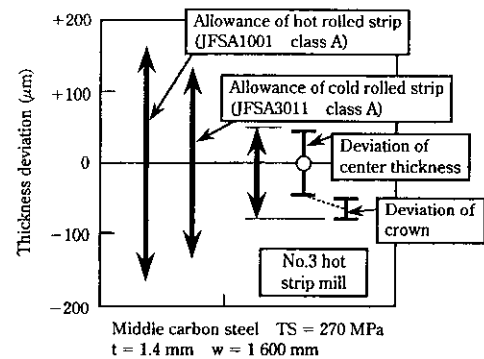 +200
+100
0
−100
−200
Thickness deviation (μm)
Allowance of hot rolled strip
(JFSA1001 class A)
Allowance of cold rolled strip
(JFSA3011 class A)
Deviation of
center thickness
Deviation of
crown
No.3 hot
strip mill
Middle carbon steel TS = 270 MPa
t = 1.4 mm w = 1 600 mm